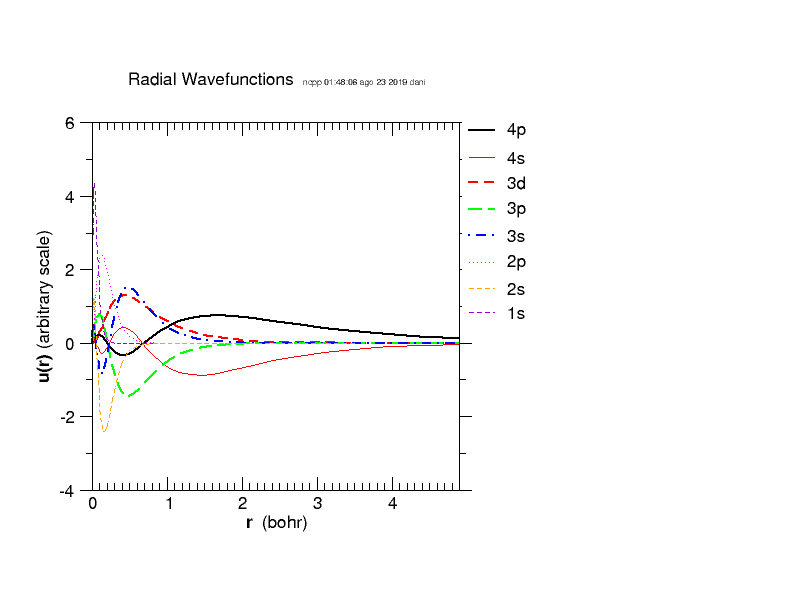 Radial Wavefunctions ncpp 01:48:06 ago 23 2019 dani
6
4
2
0
-2
-4
u(r) (arbitrary scale)
0 1 2 3 4
r (bohr)
4p
4s
3d
3p
3s
2p
2s
1s